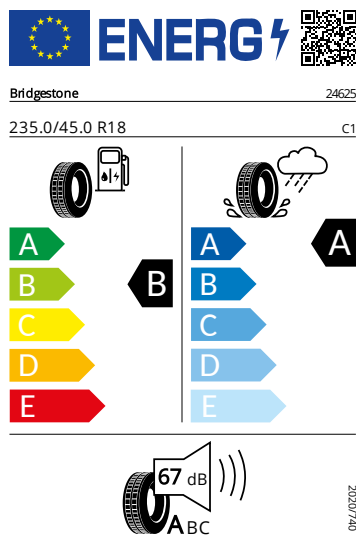 ENERG
Bridgestone 24625
235.0/45.0 R18 C1
A
B
C
D
E
B
A
B
C
D
E
A
67 dB
ABC
2020/740